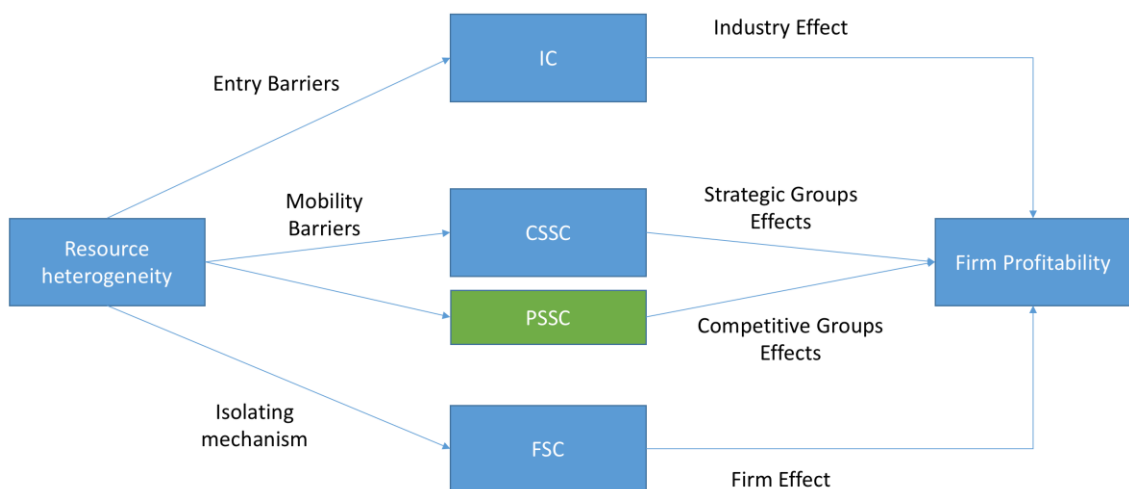 Industry Effect
IC
Entry Barriers
Mobility
Barriers
Strategic Groups
Effects
CSSC
Resource
heterogeneity
Firm Profitability
PSSC
Competitive Groups
Effects
Isolating
mechanism
FSC
Firm Effect